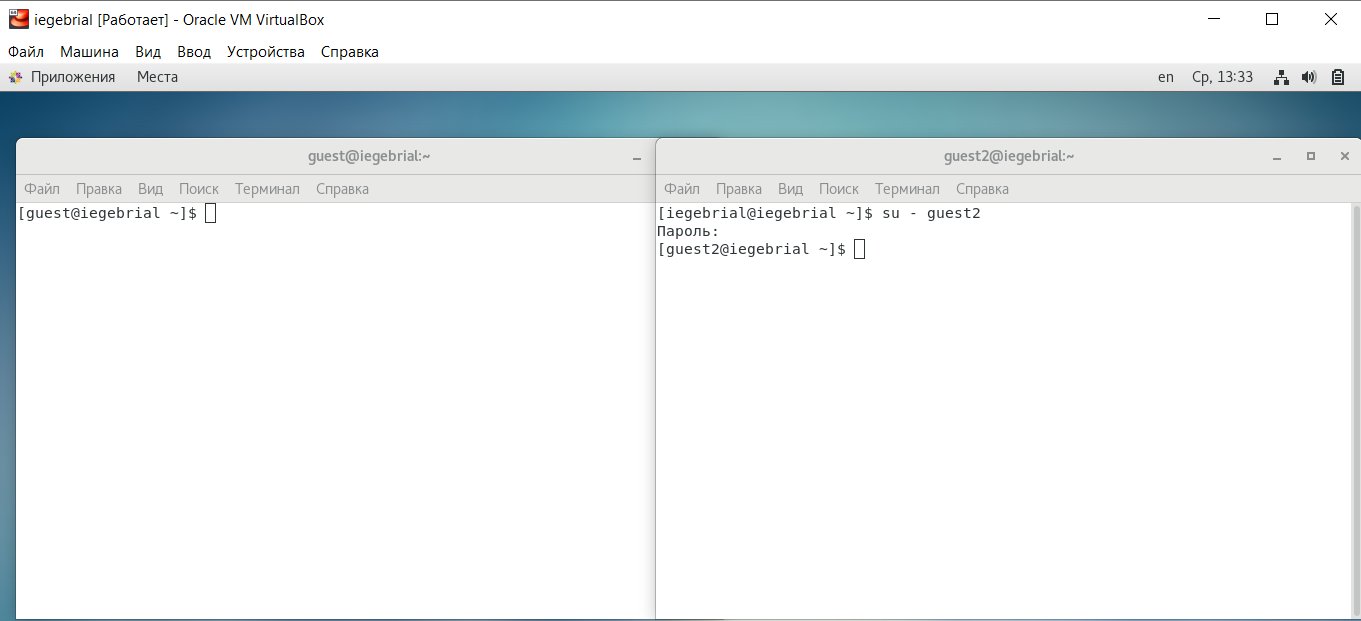 iegebrial [Работает] - Oracle VM VirtualBox
Файл Машина Вид Ввод Устройства Справка
Приложения Места en Ср, 13:33
guest@iegebrial:~
Файл Правка Вид Поиск Терминал Справка
[guest@iegebrial ~]$
guest2@iegebrial:~
Файл Правка Вид Поиск Терминал Справка
[iegebrial@iegebrial ~]$ su - guest2
Пароль:
[guest2@iegebrial ~]$